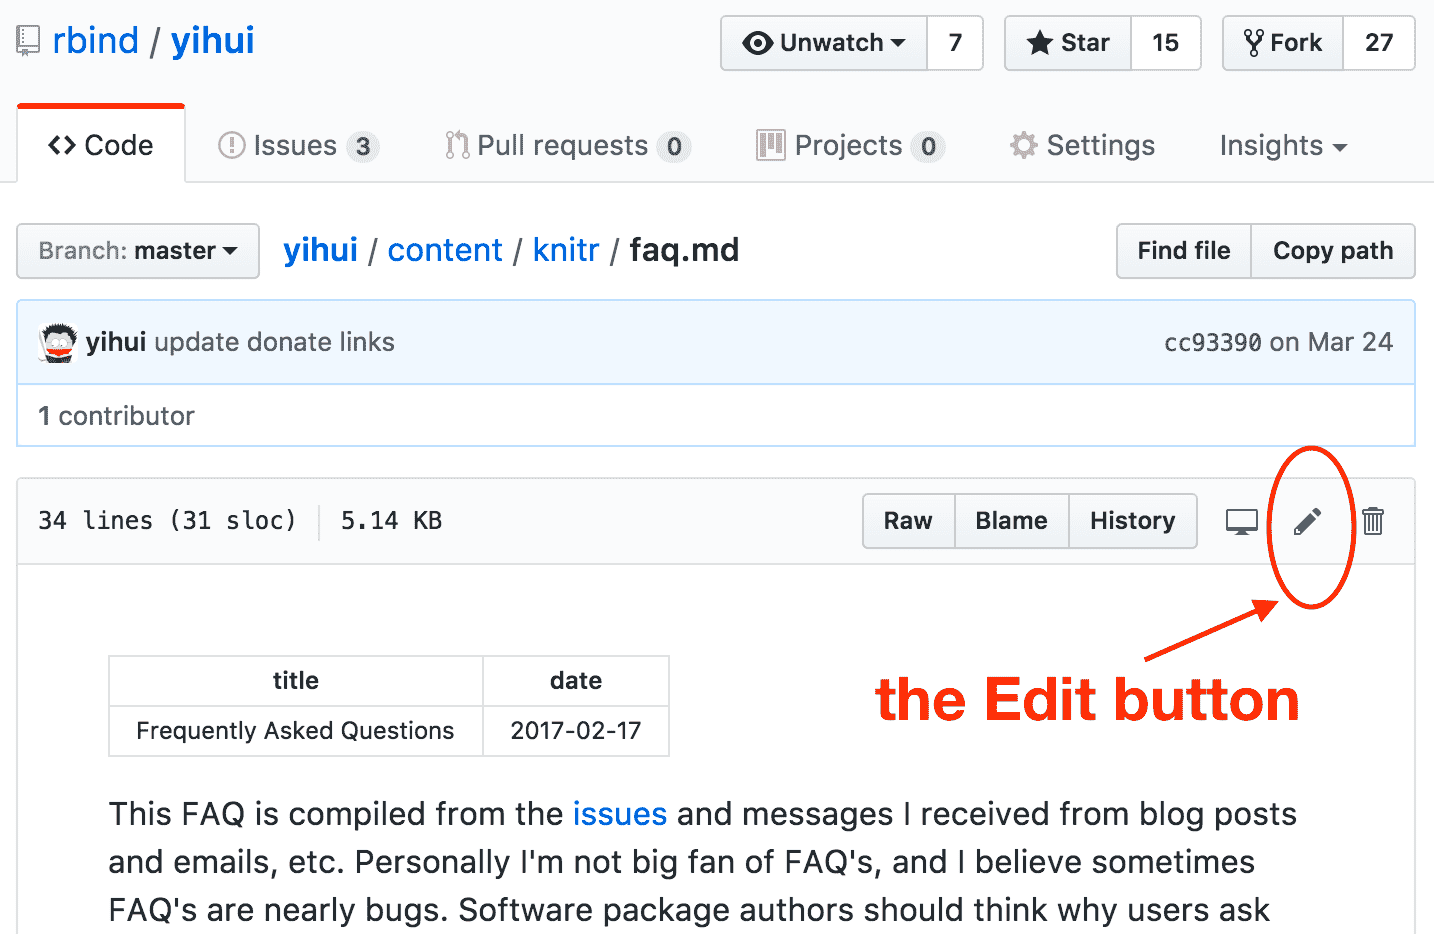 rbind / yihui
Unwatch 7 Star 15 Fork 27
Code Issues 3 Pull requests 0 Projects 0 Settings Insights
Branch: master yihui / content / knitr / faq.md Find file Copy path
yihui update donate links cc93390 on Mar 24
1 contributor
34 lines (31 sloc) 5.14 KB Raw Blame History
the Edit button
title date
Frequently Asked Questions 2017-02-17
This FAQ is compiled from the issues and messages I received from blog posts
and emails, etc. Personally I'm not big fan of FAQ's, and I believe sometimes
FAQ's are nearly bugs. Software package authors should think why users ask